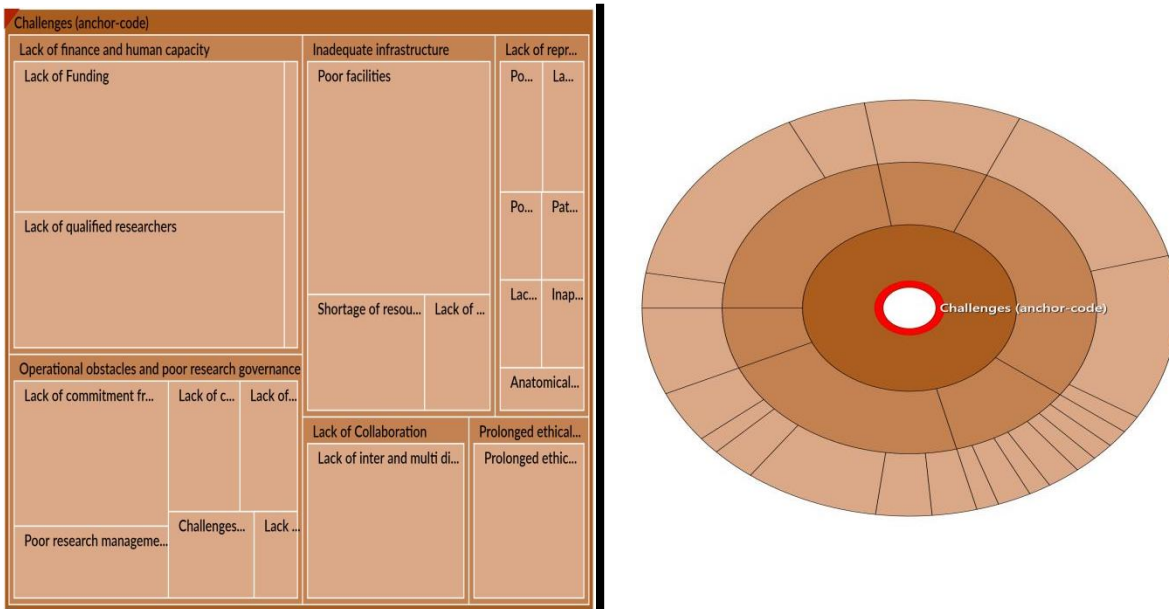 Challenges (anchor-code)
Lack of finance and human capacity
Lack of Funding
Lack of qualified researchers
Operational obstacles and poor research governance
Lack of commitment fr...
Lack of c...
Lack of...
Poor research manageme...
Challenges...
Lack ...
Inadequate infrastructure
Poor facilities
Shortage of resou...
Lack of ...
Lack of repr...
Po...
La...
Po...
Pat...
Lac...
Inap...
Anatomical...
Lack of Collaboration
Lack of inter and multi di...
Prolonged ethical...
Prolonged ethic...
Challenges (anchor-code)